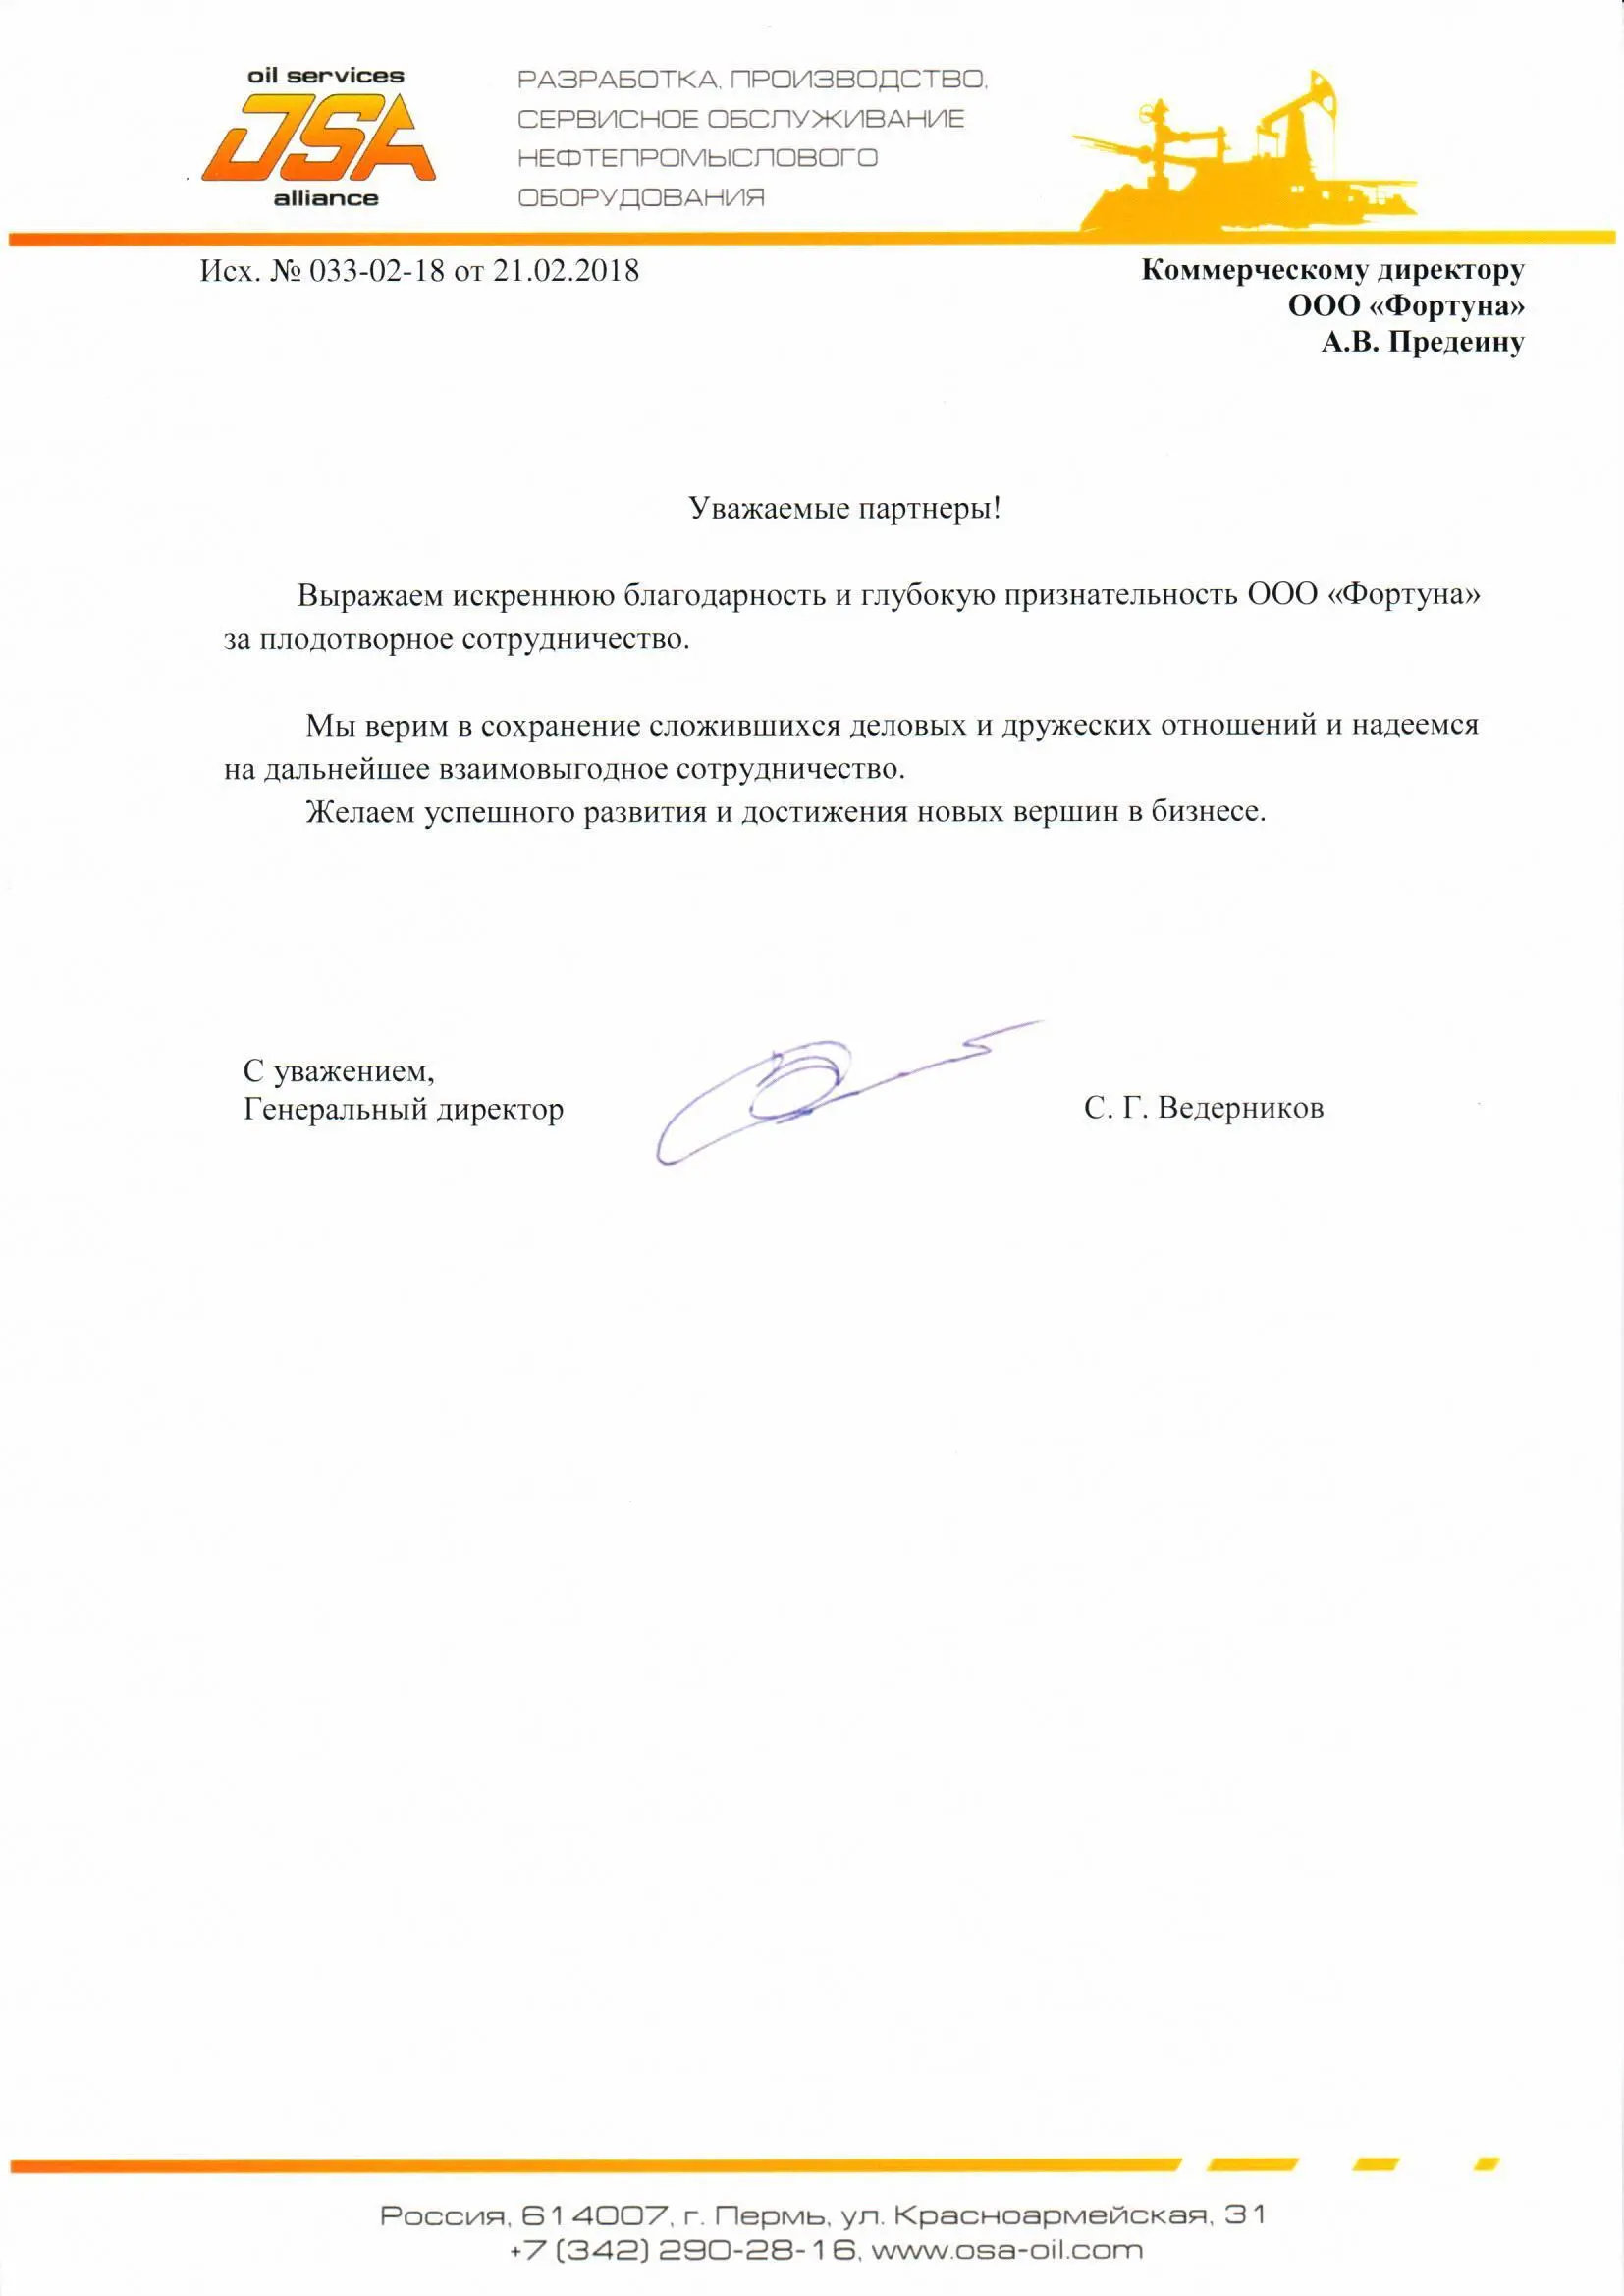 oil services
OSA
alliance
РАЗРАБОТКА, ПРОИЗВОДСТВО,
СЕРВИСНОЕ ОБСЛУЖИВАНИЕ
НЕФТЕПРОМЫСЛОВОГО
ОБОРУДОВАНИЯ
Исх. № 033-02-18 от 21.02.2018
Коммерческому директору
ООО «Фортуна»
А.В. Предеину
Уважаемые партнеры!
Выражаем искреннюю благодарность и глубокую признательность ООО «Фортуна»
за плодотворное сотрудничество.
Мы верим в сохранение сложившихся деловых и дружеских отношений и надеемся
на дальнейшее взаимовыгодное сотрудничество.
Желаем успешного развития и достижения новых вершин в бизнесе.
С уважением,
Генеральный директор
С. Г. Ведерников
Россия, 614007, г. Пермь, ул. Красноармейская, 31
+7 (342) 290-28-16, www.osa-oil.com